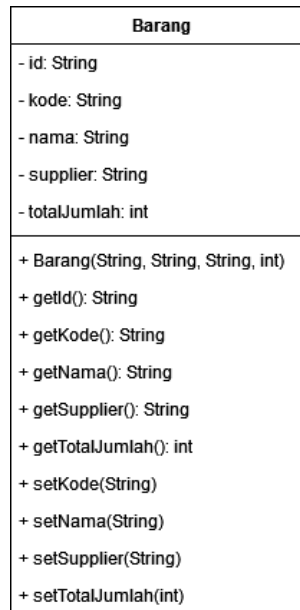 Barang
- id: String
- kode: String
- nama: String
- supplier: String
- totalJumlah: int
+ Barang(String, String, String, int)
+ getId(): String
+ getKode(): String
+ getNama(): String
+ getSupplier(): String
+ getTotalJumlah(): int
+ setKode(String)
+ setNama(String)
+ setSupplier(String)
+ setTotalJumlah(int)